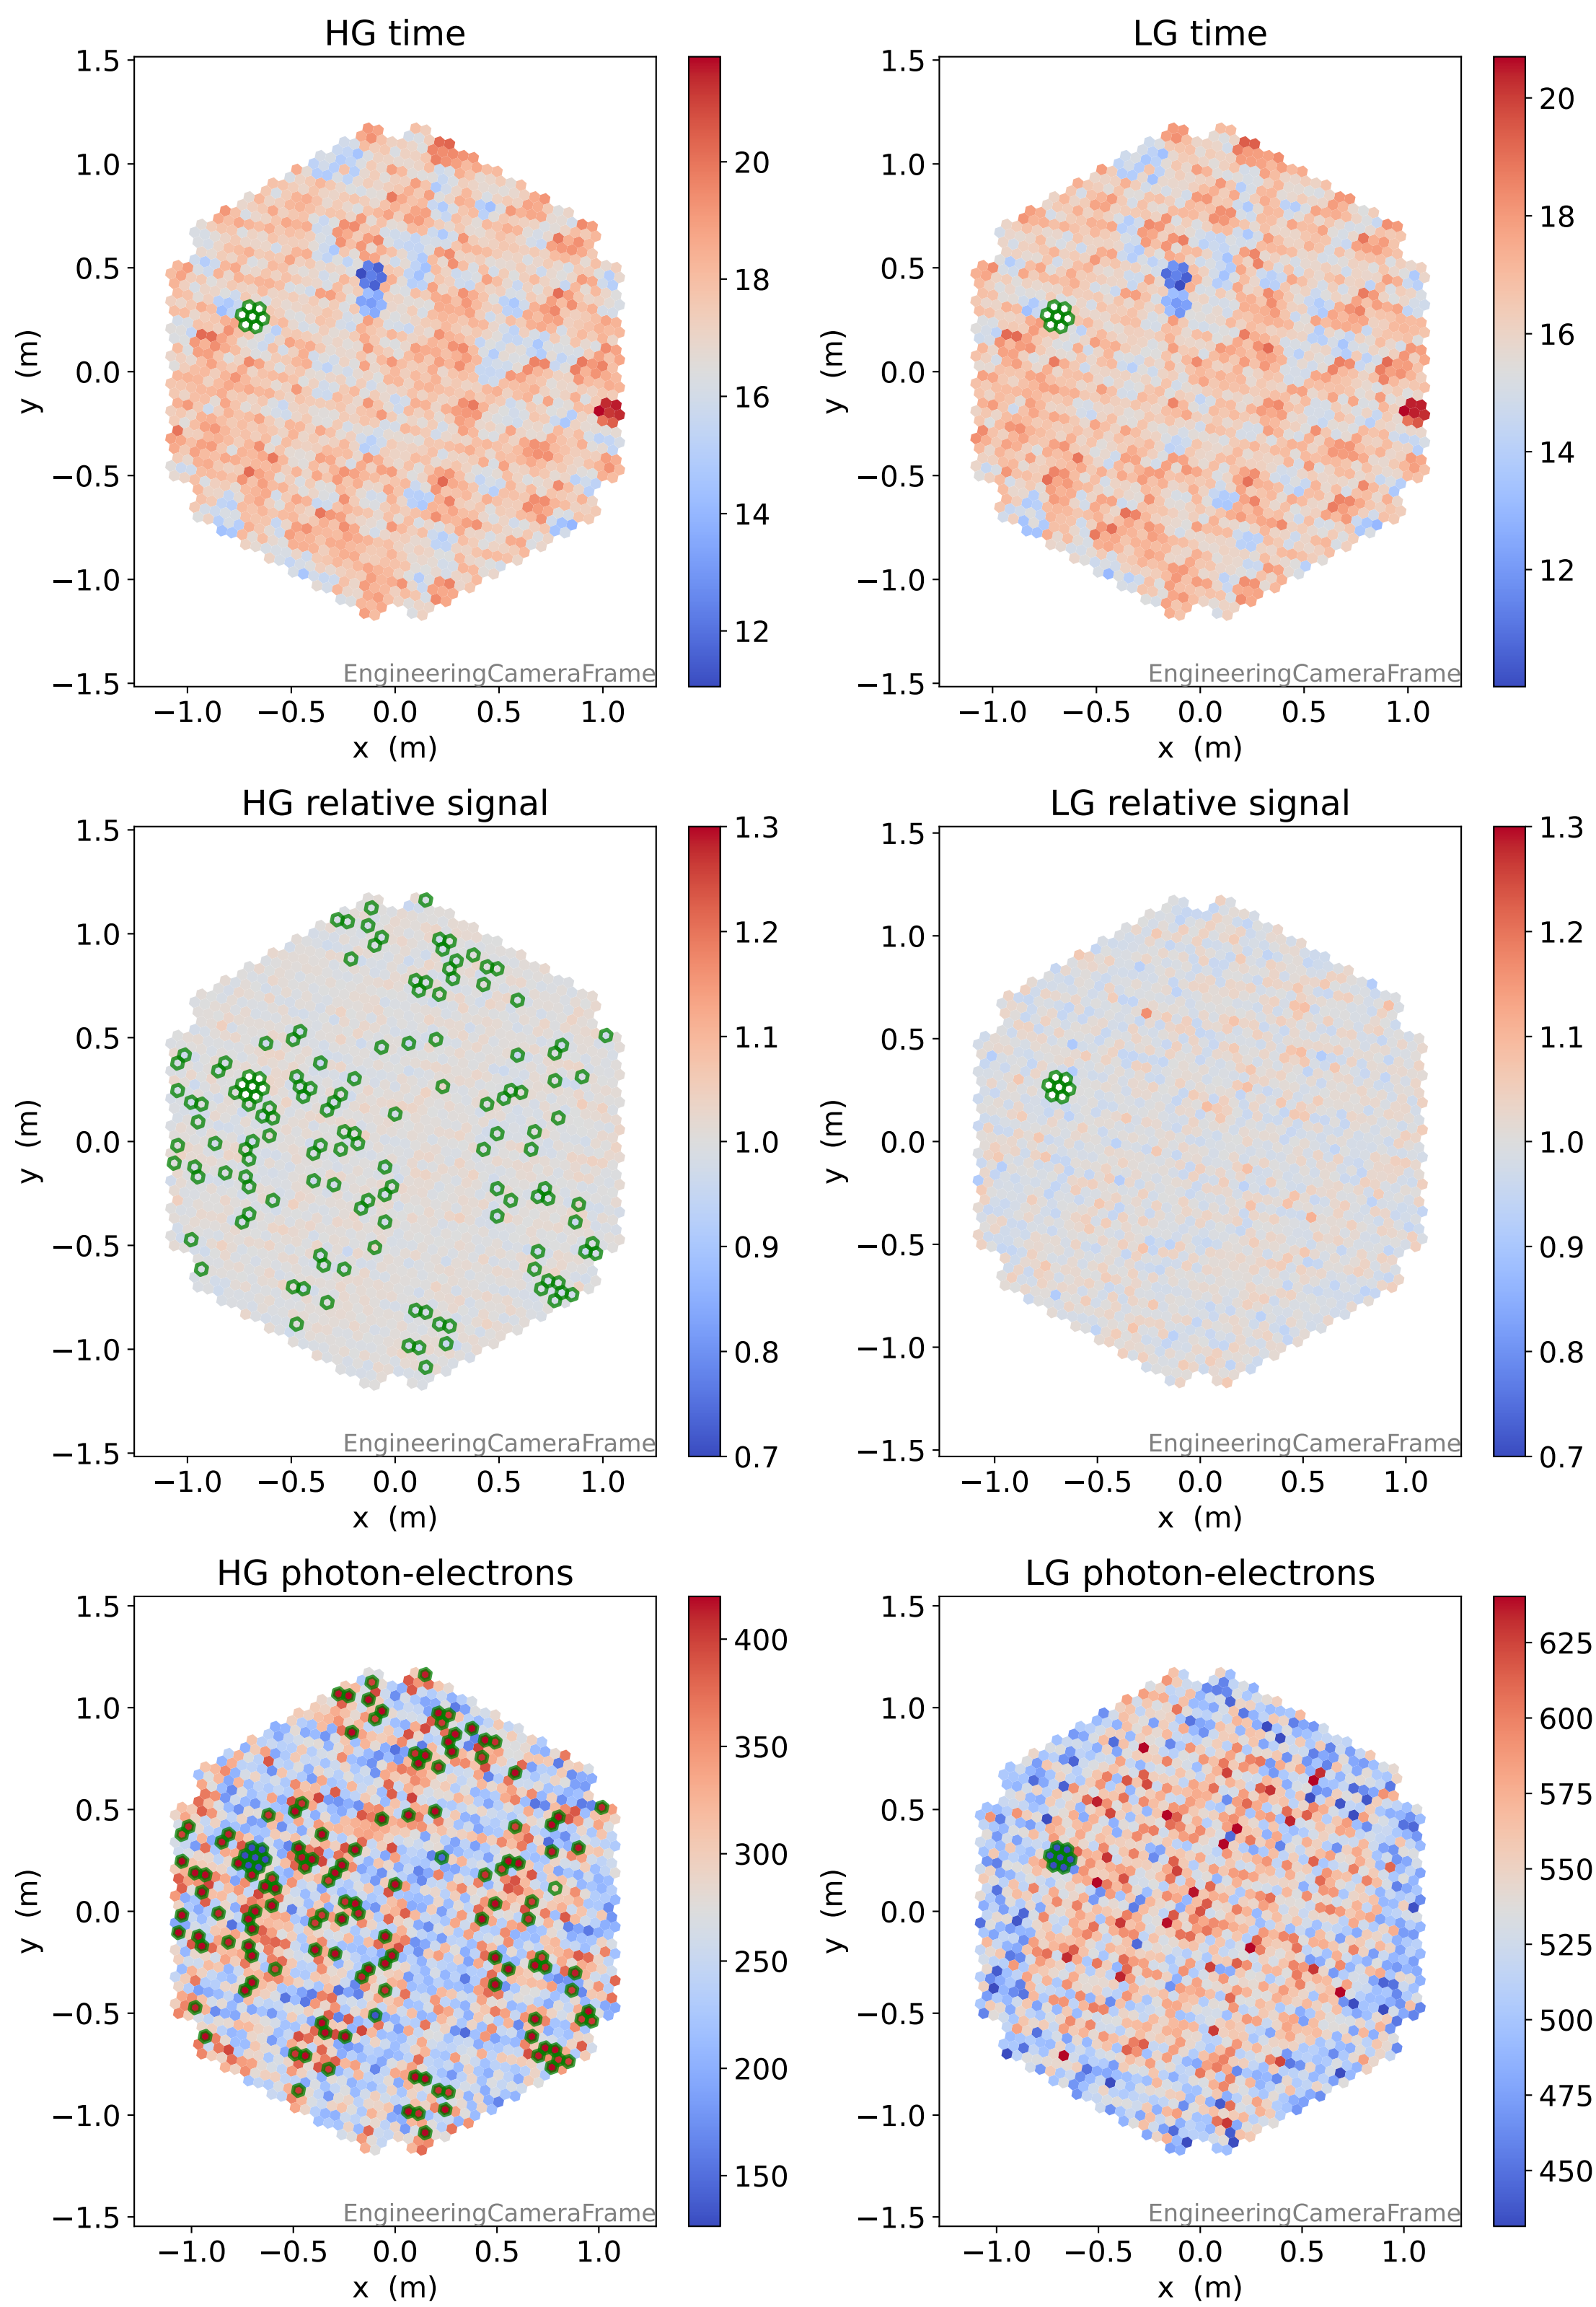 HG time
1.5
1.0
0.5
0.0
−0.5
−1.0
−1.5
y (m)
−1.0 −0.5 0.0 0.5 1.0
x (m)
EngineeringCameraFrame
20
18
16
14
12
LG time
1.5
1.0
0.5
0.0
−0.5
−1.0
−1.5
y (m)
−1.0 −0.5 0.0 0.5 1.0
x (m)
EngineeringCameraFrame
20
18
16
14
12
HG relative signal
1.5
1.0
0.5
0.0
−0.5
−1.0
−1.5
y (m)
−1.0 −0.5 0.0 0.5 1.0
x (m)
EngineeringCameraFrame
1.3
1.2
1.1
1.0
0.9
0.8
0.7
LG relative signal
1.5
1.0
0.5
0.0
−0.5
−1.0
−1.5
y (m)
−1.0 −0.5 0.0 0.5 1.0
x (m)
EngineeringCameraFrame
1.3
1.2
1.1
1.0
0.9
0.8
0.7
HG photon-electrons
1.5
1.0
0.5
0.0
−0.5
−1.0
−1.5
y (m)
−1.0 −0.5 0.0 0.5 1.0
x (m)
EngineeringCameraFrame
400
350
300
250
200
150
LG photon-electrons
1.5
1.0
0.5
0.0
−0.5
−1.0
−1.5
y (m)
−1.0 −0.5 0.0 0.5 1.0
x (m)
EngineeringCameraFrame
625
600
575
550
525
500
475
450